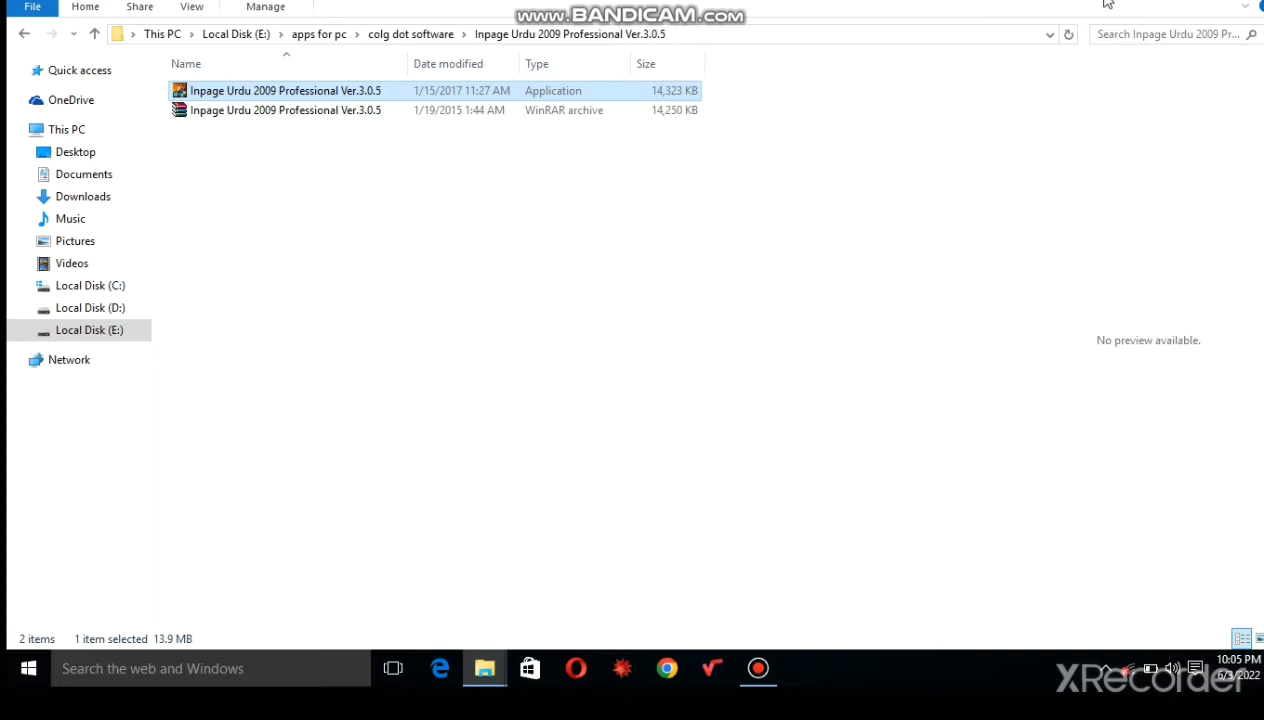 File Home Share View Manage
www.BANDICAM.com
This PC > Local Disk (E:) > apps for pc > colg dot software > Inpage Urdu 2009 Professional Ver.3.0.5
Search Inpage Urdu 2009 Pr...
Name Date modified Type Size
Inpage Urdu 2009 Professional Ver.3.0.5 1/15/2017 11:27 AM Application 14,323 KB
Inpage Urdu 2009 Professional Ver.3.0.5 1/19/2015 1:44 AM WinRAR archive 14,250 KB
Quick access
OneDrive
This PC
Desktop
Documents
Downloads
Music
Pictures
Videos
Local Disk (C:)
Local Disk (D:)
Local Disk (E:)
Network
No preview available.
2 items 1 item selected 13.9 MB
Search the web and Windows
10:05 PM
6/3/2022
XRecorder